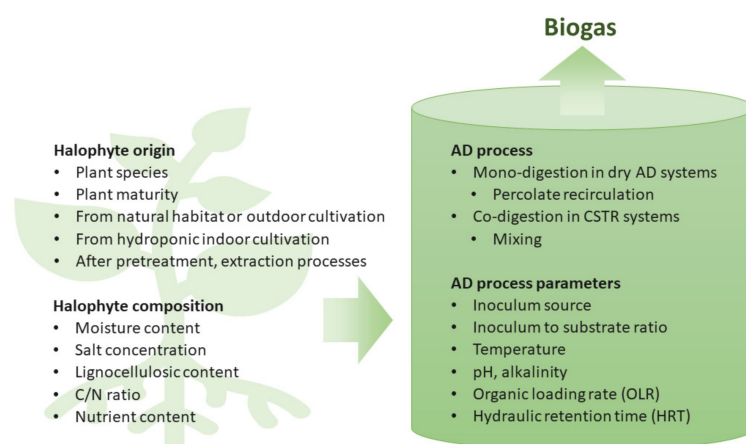 Biogas
Halophyte origin
• Plant species
• Plant maturity
• From natural habitat or outdoor cultivation
• From hydroponic indoor cultivation
• After pretreatment, extraction processes
Halophyte composition
• Moisture content
• Salt concentration
• Lignocellulosic content
• C/N ratio
• Nutrient content
AD process
• Mono-digestion in dry AD systems
• Percolate recirculation
• Co-digestion in CSTR systems
• Mixing
AD process parameters
• Inoculum source
• Inoculum to substrate ratio
• Temperature
• pH, alkalinity
• Organic loading rate (OLR)
• Hydraulic retention time (HRT)